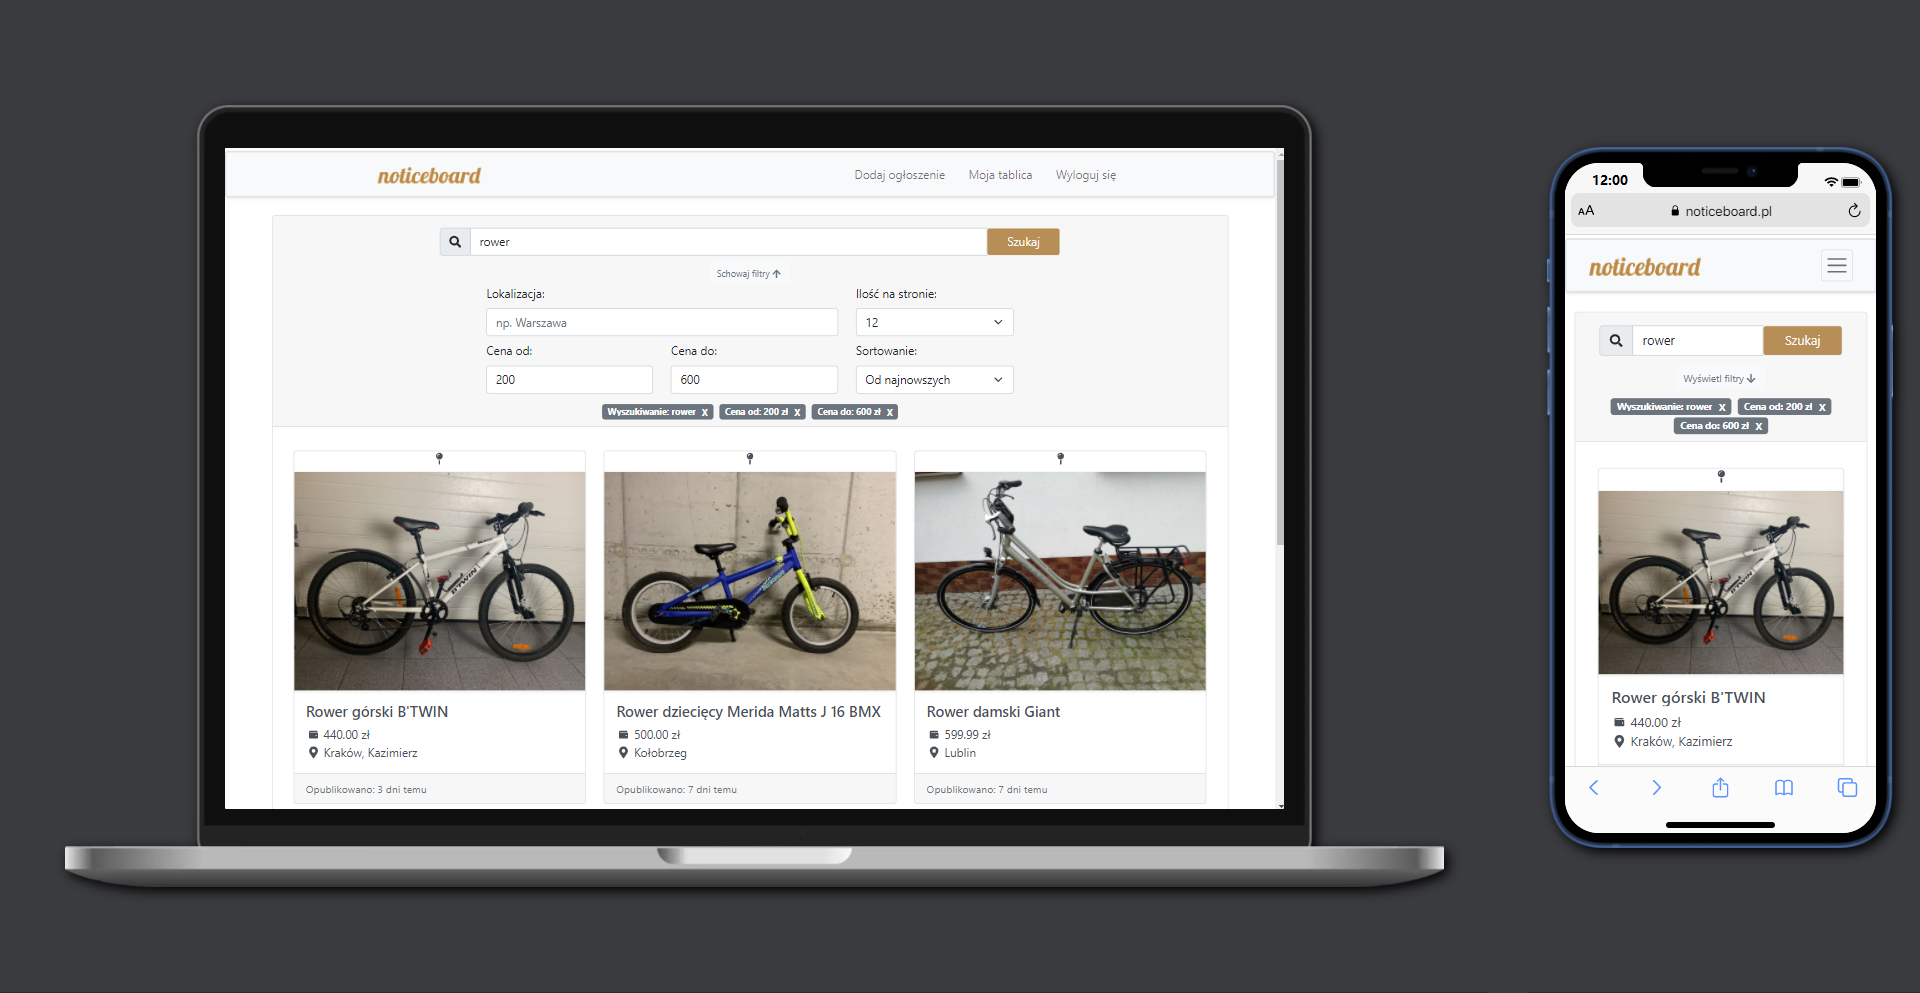 noticeboard
Dodaj ogłoszenie Moja tablica Wyloguj się
rower Szukaj
Schowaj filtry
Lokalizacja: Ilość na stronie:
np. Warszawa 12
Cena od: Cena do: Sortowanie:
200 600 Od najnowszych
Wyszukiwanie: rower x Cena od: 200 zł x Cena do: 600 zł x
B'TWIN
Rower górski B'TWIN
440.00 zł
Kraków, Kazimierz
Opublikowano: 3 dni temu
Rower dziecięcy Merida Matts J 16 BMX
500.00 zł
Kołobrzeg
Opublikowano: 7 dni temu
Rower damski Giant
599.99 zł
Lublin
Opublikowano: 7 dni temu
12:00
AA noticeboard.pl
noticeboard
rower Szukaj
Wyświetl filtry
Wyszukiwanie: rower x Cena od: 200 zł x
Cena do: 600 zł x
B'TWIN
Rower górski B'TWIN
440.00 zł
Kraków, Kazimierz